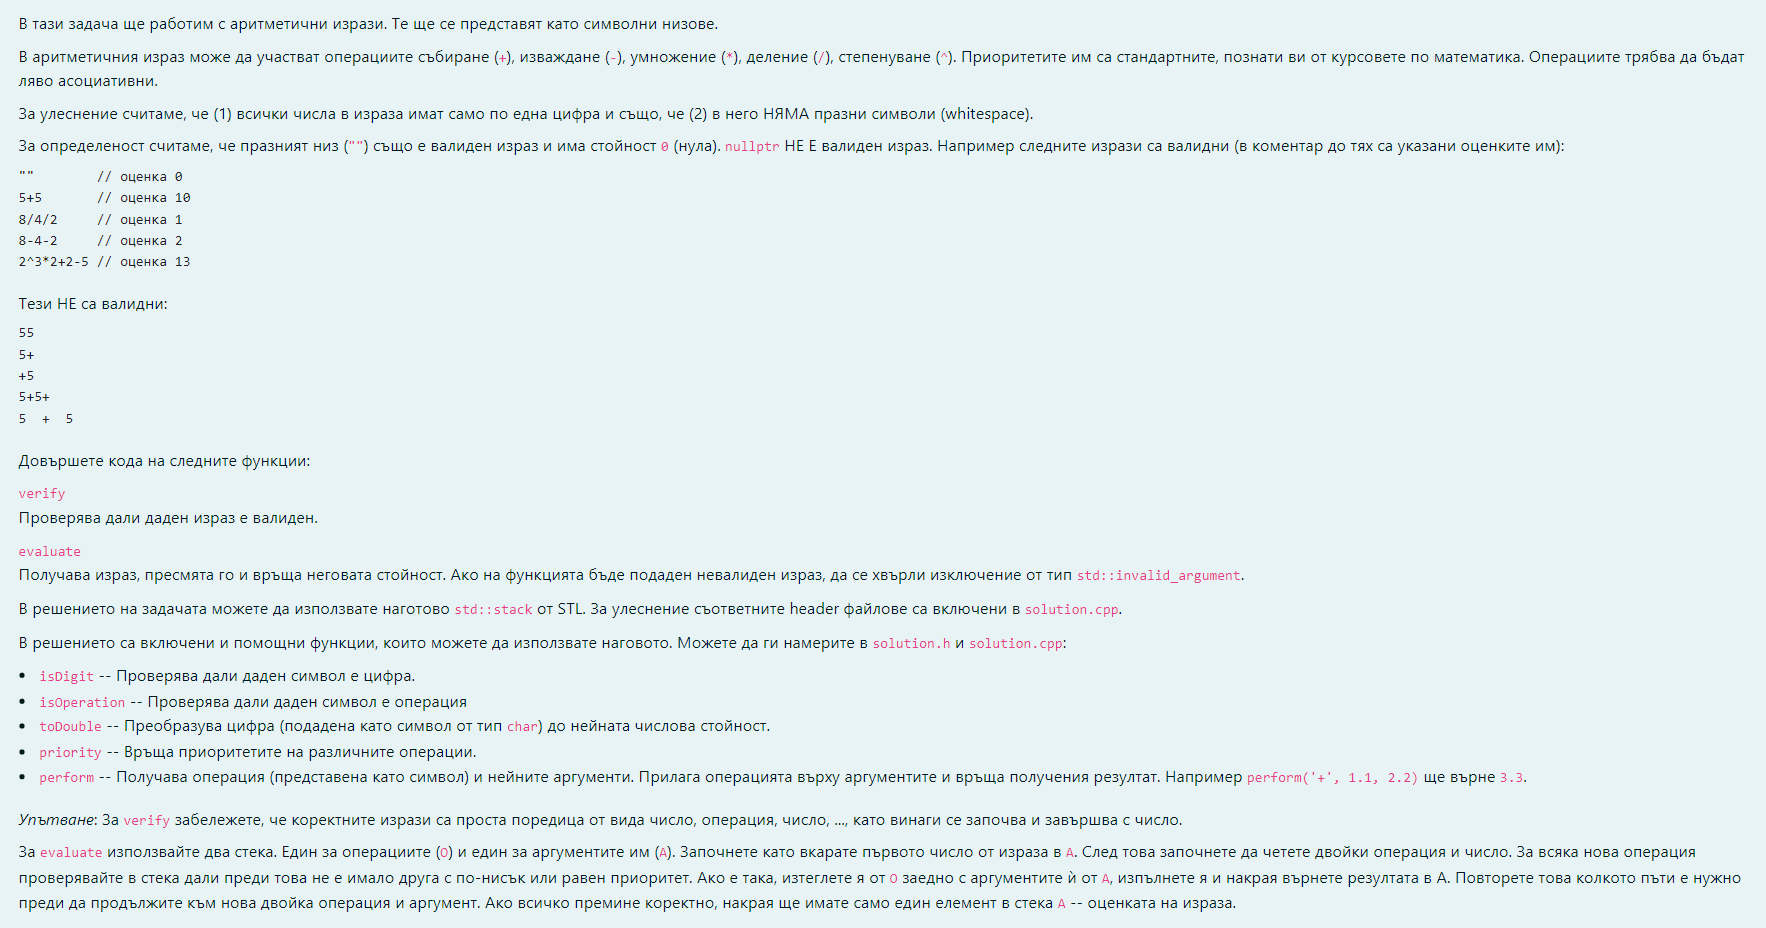 В тази задача ще работим с аритметични изрази. Те ще се представят като символни низове.
В аритметичния израз може да участват операциите събиране (+), изваждане (-), умножение (*), деление (/), степенуване (^). Приоритетите им са стандартните, познати ви от курсовете по математика. Операциите трябва да бъдат
ляво асоциативни.
За улеснение считаме, че (1) всички числа в израза имат само по една цифра и също, че (2) в него НЯМА празни символи (whitespace).
За определеност считаме, че празният низ ("") също е валиден израз и има стойност 0 (нула). nullptr НЕ Е валиден израз. Например следните изрази са валидни (в коментар до тях са указани оценките им):
"" // оценка 0
5+5 // оценка 10
8/4/2 // оценка 1
8-4-2 // оценка 2
2^3*2+2-5 // оценка 13
Тези НЕ са валидни:
55
5+
+5
5+5+
5 + 5
Довършете кода на следните функции:
verify
Проверява дали даден израз е валиден.
evaluate
Получава израз, пресмята го и връща неговата стойност. Ако на функцията бъде подаден невалиден израз, да се хвърли изключение от тип std::invalid_argument.
В решението на задачата можете да използвате наготово std::stack от STL. За улеснение съответните header файлове са включени в solution.cpp.
В решението са включени и помощни функции, които можете да използвате наговото. Можете да ги намерите в solution.h и solution.cpp:
• isDigit -- Проверява дали даден символ е цифра.
• isOperation -- Проверява дали даден символ е операция
• toDouble -- Преобразува цифра (подадена като символ от тип char) до нейната числова стойност.
• priority -- Връща приоритетите на различните операции.
• perform -- Получава операция (представена като символ) и нейните аргументи. Прилага операцията върху аргументите и връща получения резултат. Например perform('+', 1.1, 2.2) ще върне 3.3.
Упътване: За verify забележете, че коректните изрази са проста поредица от вида число, операция, число, ..., като винаги се започва и завършва с число.
За evaluate използвайте два стека. Един за операциите (O) и един за аргументите им (A). Започнете като вкарате първото число от израза в A. След това започнете да четете двойки операция и число. За всяка нова операция
проверявайте в стека дали преди това не е имало друга с по-нисък или равен приоритет. Ако е така, изтеглете я от O заедно с аргументите ѝ от A, изпълнете я и накрая върнете резултата в А. Повторете това колкото пъти е нужно
преди да продължите към нова двойка операция и аргумент. Ако всичко премине коректно, накрая ще имате само един елемент в стека A -- оценката на израза.